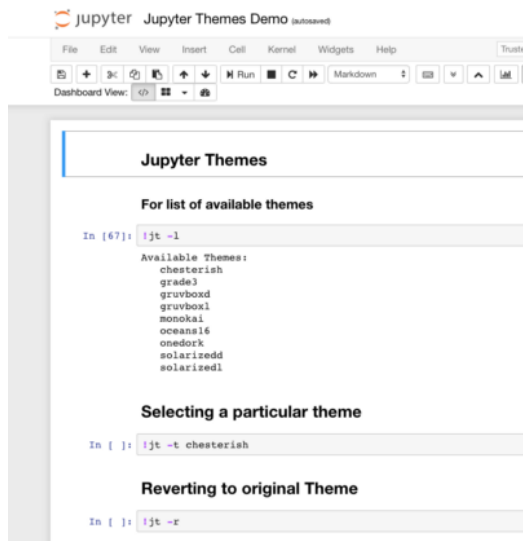 jupyter Jupyter Themes Demo (autosaved)
File Edit View Insert Cell Kernel Widgets Help
Run Markdown
Dashboard View: </>
Jupyter Themes
For list of available themes
In [67]: !jt -l
Available Themes:
chesterish
grade3
gruvboxd
gruvboxl
monokai
oceans16
onedork
solarizedd
solarizedl
Selecting a particular theme
In [ ]: !jt -t chesterish
Reverting to original Theme
In [ ]: !jt -r